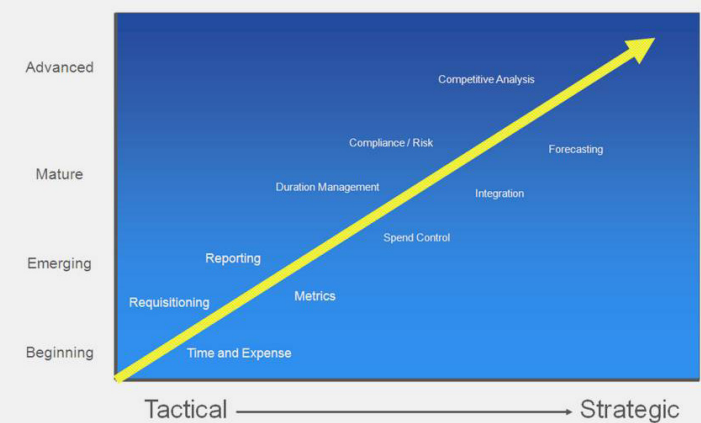 Advanced
Competitive Analysis
Compliance / Risk
Forecasting
Mature
Duration Management
Integration
Spend Control
Reporting
Emerging
Metrics
Requisitioning
Beginning
Time and Expense
Tactical
Strategic